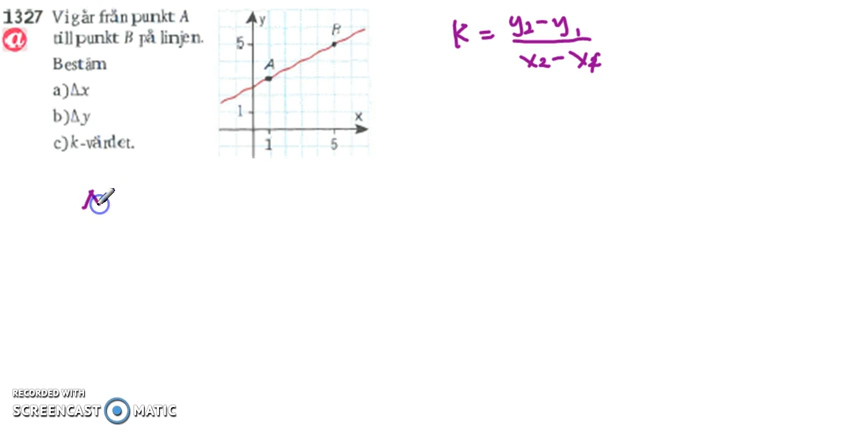 1327 Vi går från punkt A
till punkt B på linjen.
Bestäm
a) Δx
b) Δy
c) k-värdet.
a
y
5
B
A
1
x
1
5
K = y₂ - y₁ / x₂ - x₁
RECORDED WITH
SCREENCAST MATIC